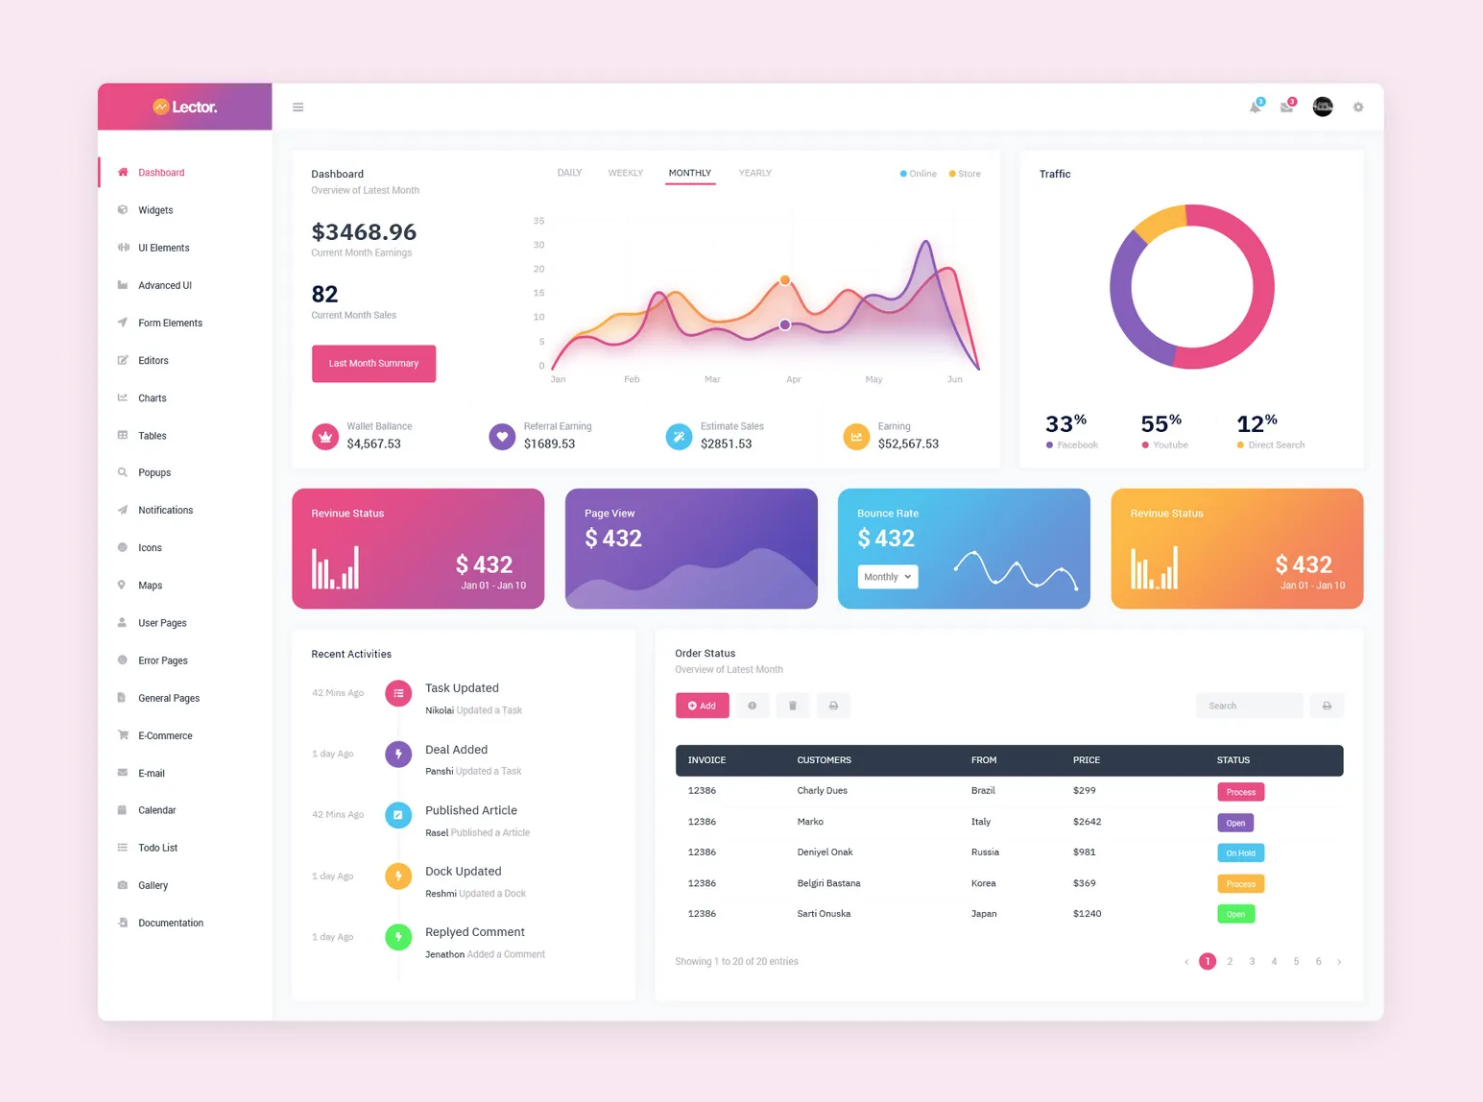 Lector.
3
3
Dashboard
Widgets
UI Elements
Advanced UI
Form Elements
Editors
Charts
Tables
Popups
Notifications
Icons
Maps
User Pages
Error Pages
General Pages
E-Commerce
E-mail
Calendar
Todo List
Gallery
Documentation
Dashboard
Overview of Latest Month
DAILY WEEKLY MONTHLY YEARLY
Online Store
$3468.96
Current Month Earnings
82
Current Month Sales
Last Month Summary
35
30
20
15
10
5
0
Jan Feb Mar Apr May Jun
Wallet Ballance
$4,567.53
Referral Earning
$1689.53
Estimate Sales
$2851.53
Earning
$52,567.53
Traffic
33%
Facebook
55%
Youtube
12%
Direct Search
Revinue Status
$ 432
Jan 01 - Jan 10
Page View
$ 432
Bounce Rate
$ 432
Monthly
Revinue Status
$ 432
Jan 01 - Jan 10
Recent Activities
42 Mins Ago
Task Updated
Nikolai Updated a Task
1 day Ago
Deal Added
Panshi Updated a Task
42 Mins Ago
Published Article
Rasel Published a Article
1 day Ago
Dock Updated
Reshmi Updated a Dock
1 day Ago
Replyed Comment
Jenathon Added a Comment
Order Status
Overview of Latest Month
Add
Search
INVOICE CUSTOMERS FROM PRICE STATUS
12386 Charly Dues Brazil $299 Process
12386 Marko Italy $2642 Open
12386 Deniyel Onak Russia $981 On Hold
12386 Belgiri Bastana Korea $369 Process
12386 Sarti Onuska Japan $1240 Open
Showing 1 to 20 of 20 entries
‹ 1 2 3 4 5 6 ›